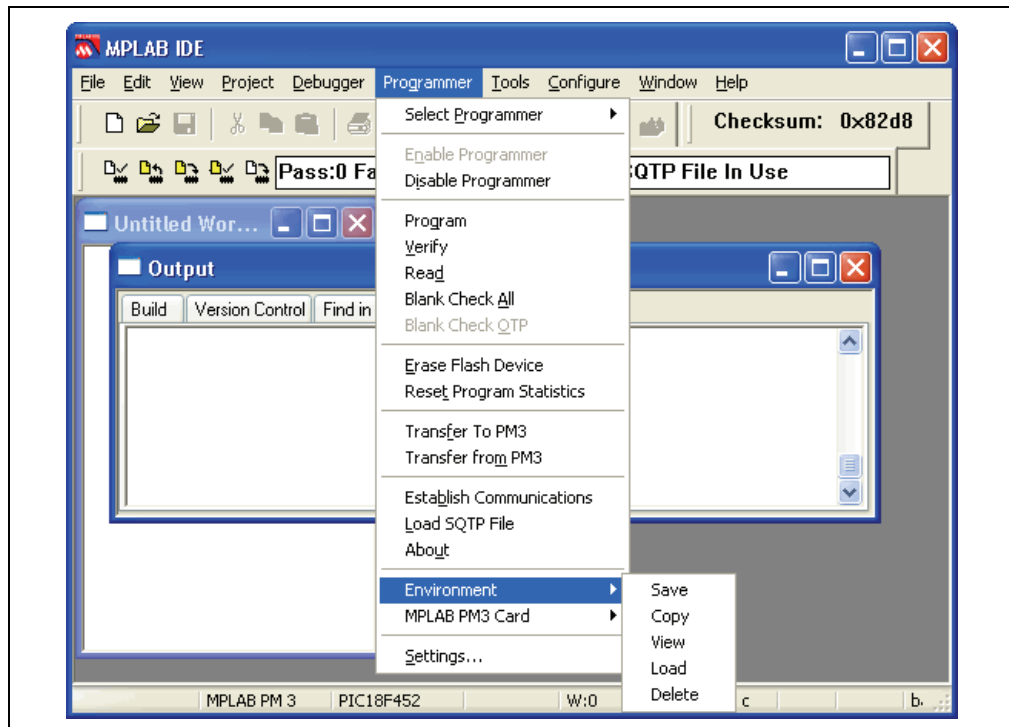 MPLAB IDE
File Edit View Project Debugger Programmer Tools Configure Window Help
Select Programmer
Checksum: 0x82d8
Enable Programmer
Pass:0 Fa
QTP File In Use
Disable Programmer
Program
Untitled Wor...
Verify
Output
Read
Build Version Control Find in
Blank Check All
Blank Check OTP
Erase Flash Device
Reset Program Statistics
Transfer To PM3
Transfer from PM3
Establish Communications
Load SQTP File
About
Environment
MPLAB PM3 Card
Settings...
Save
Copy
View
Load
Delete
MPLAB PM 3 PIC18F452 W:0 c b.